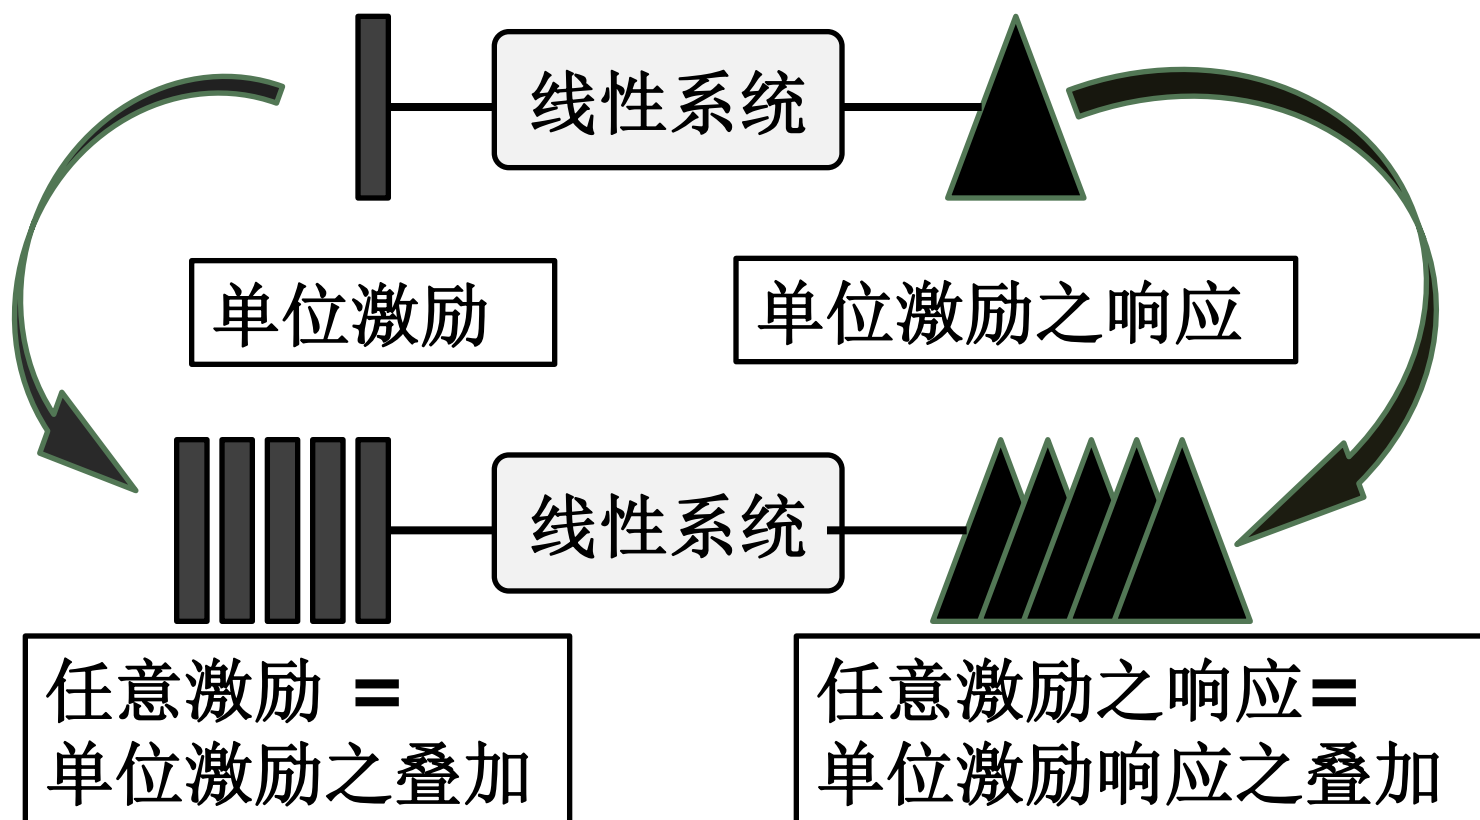 线性系统
单位激励
单位激励之响应
线性系统
任意激励 =
单位激励之叠加
任意激励之响应=
单位激励响应之叠加